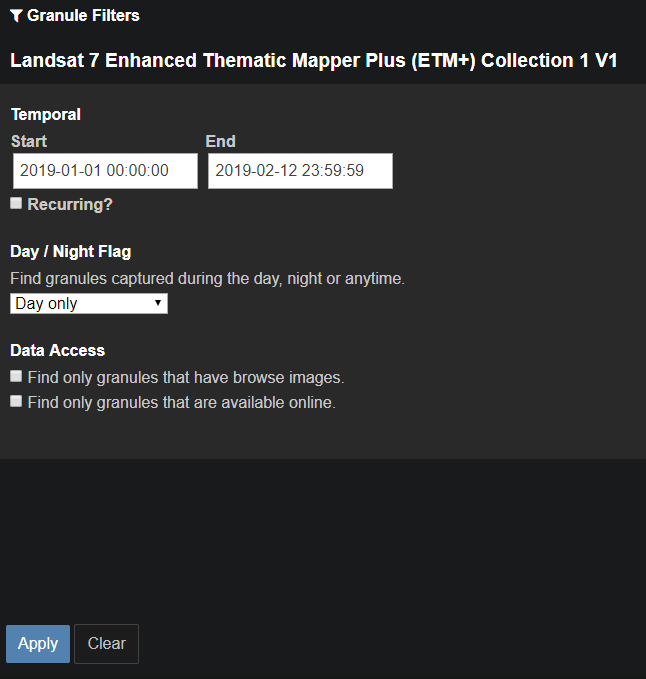 Granule Filters
Landsat 7 Enhanced Thematic Mapper Plus (ETM+) Collection 1 V1
Temporal
Start End
2019-01-01 00:00:00 2019-02-12 23:59:59
Recurring?
Day / Night Flag
Find granules captured during the day, night or anytime.
Day only
Data Access
Find only granules that have browse images.
Find only granules that are available online.
Apply Clear